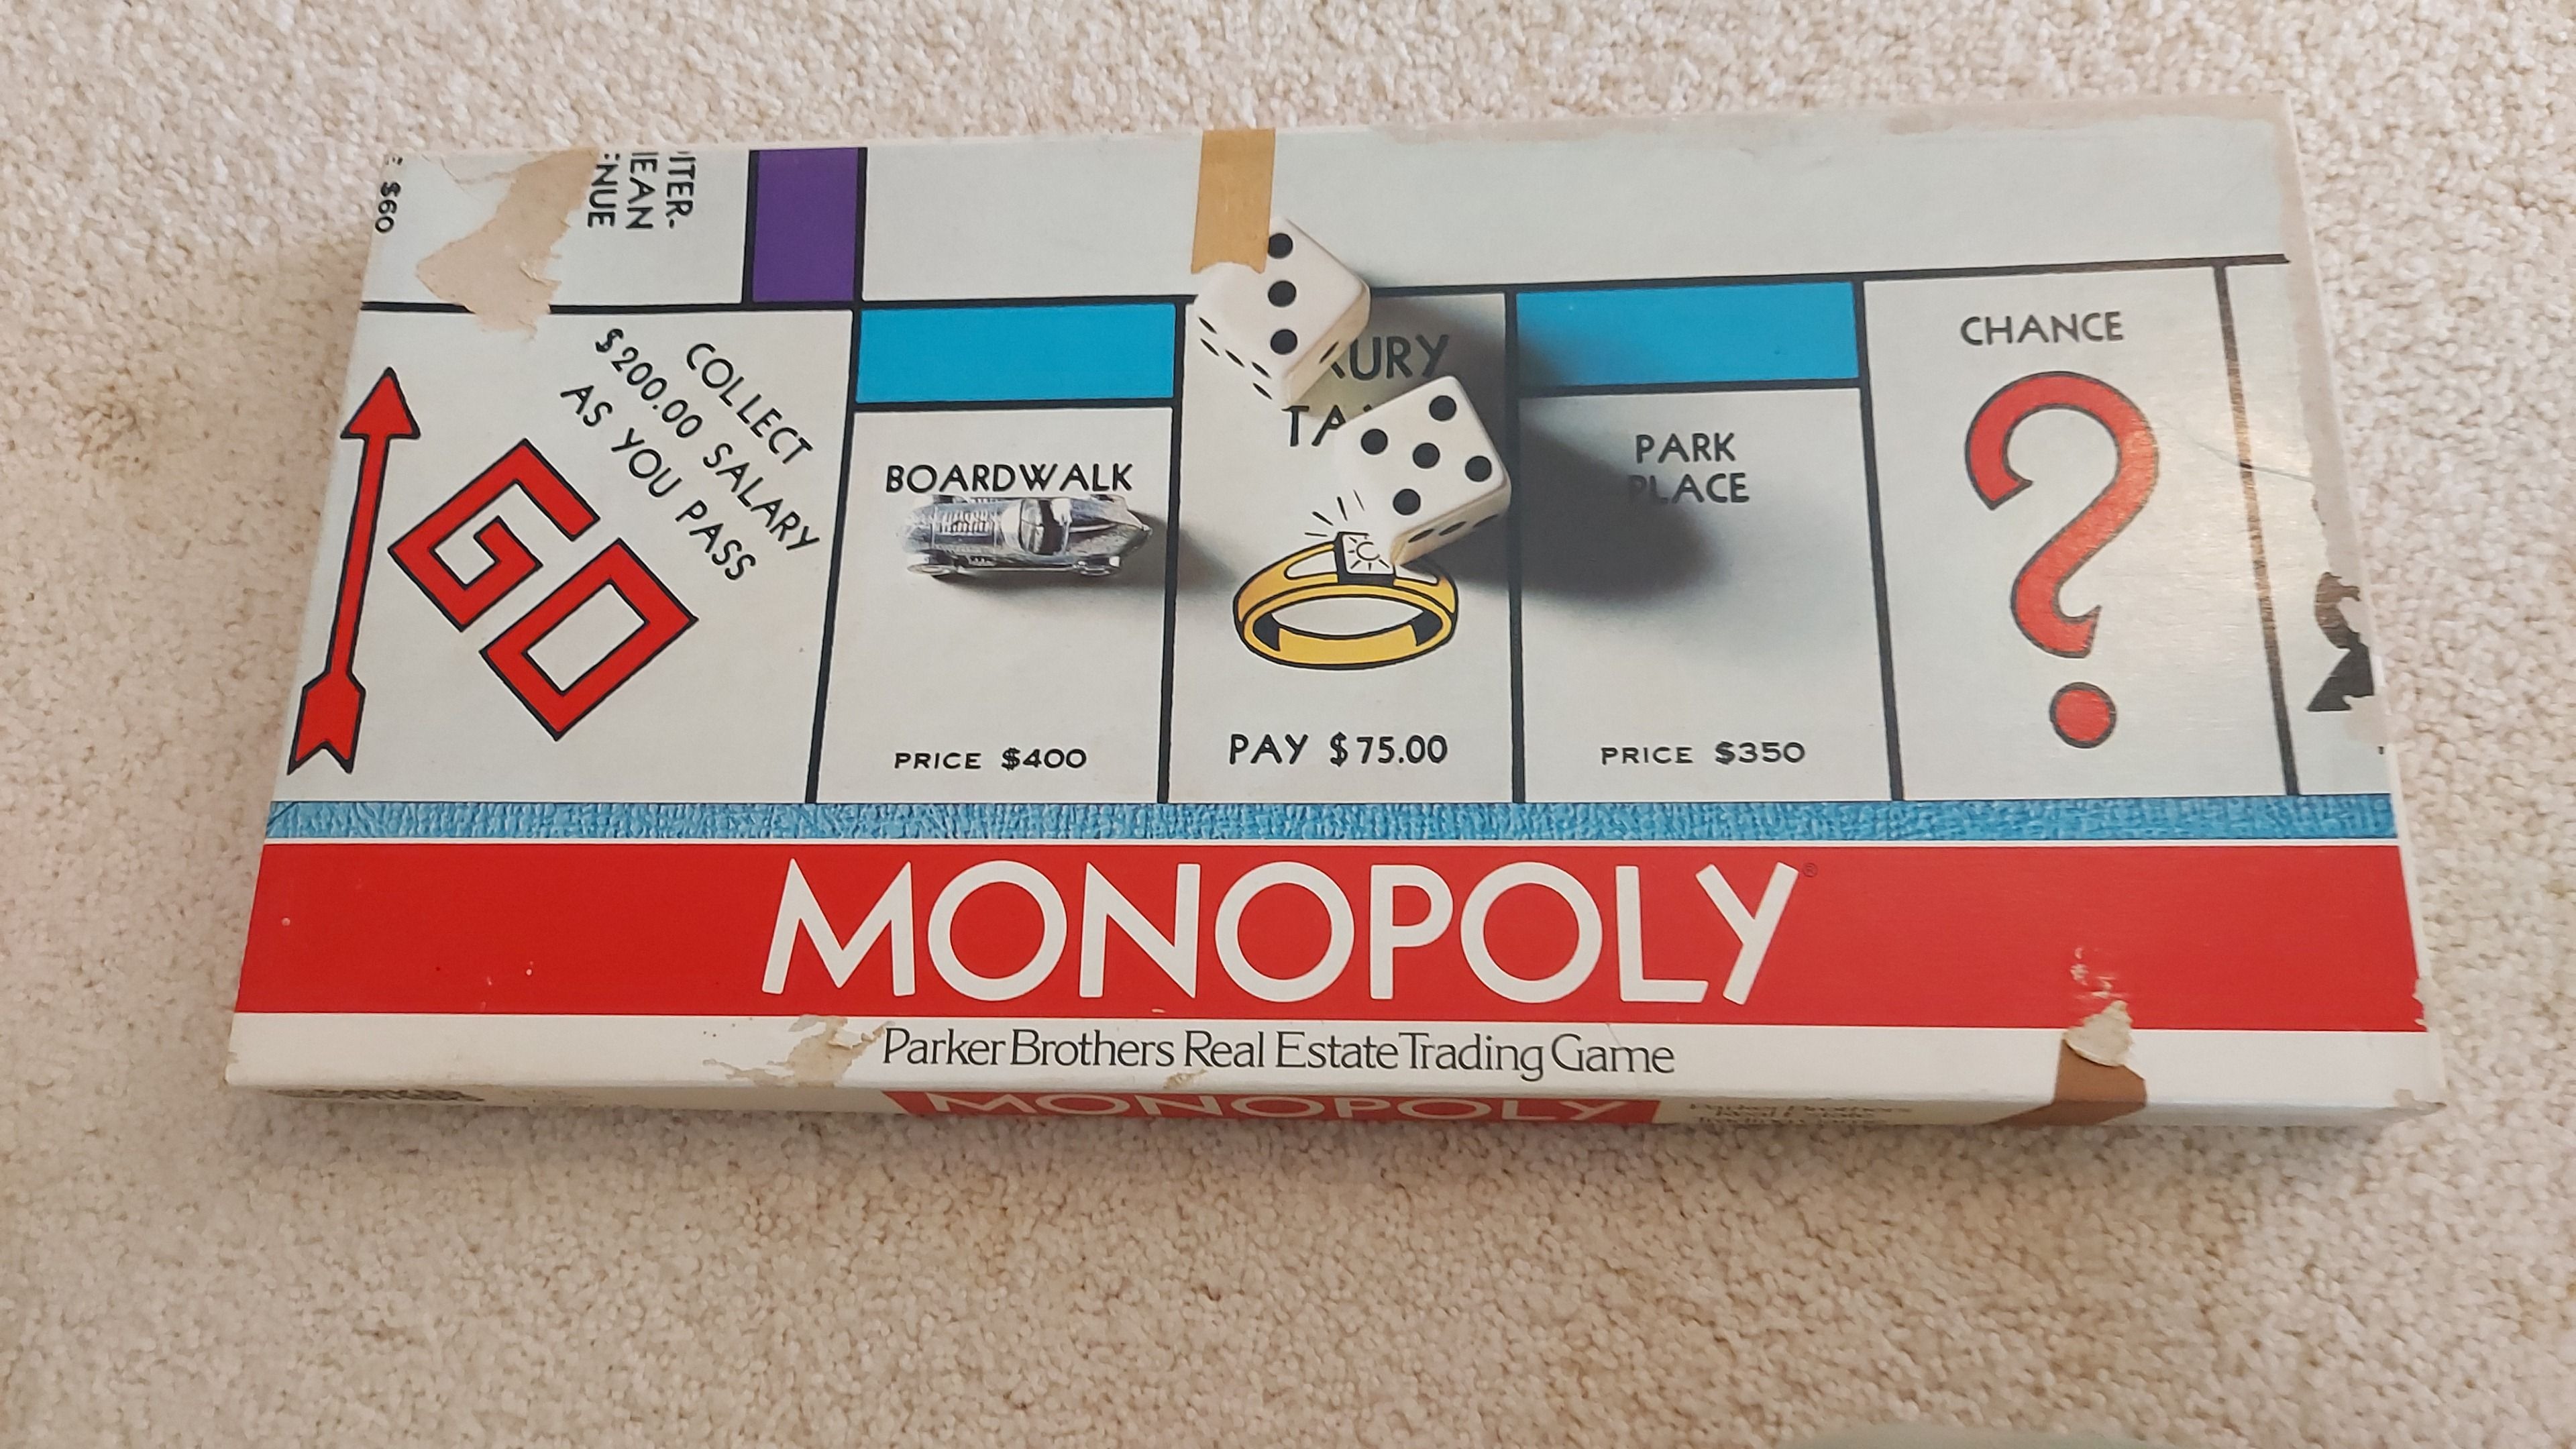 $60
COLLECT
$200.00 SALARY
AS YOU PASS
GO
BOARDWALK
PRICE $400
PAY $75.00
PARK
PLACE
PRICE $350
CHANCE
?
MONOPOLY®
Parker Brothers Real Estate Trading Game
MONOPOLY